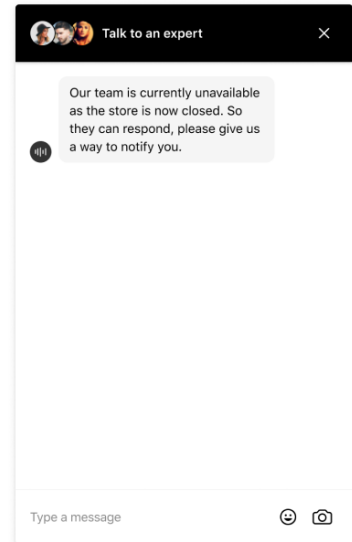 Talk to an expert
Our team is currently unavailable
as the store is now closed. So
they can respond, please give us
a way to notify you.
Type a message